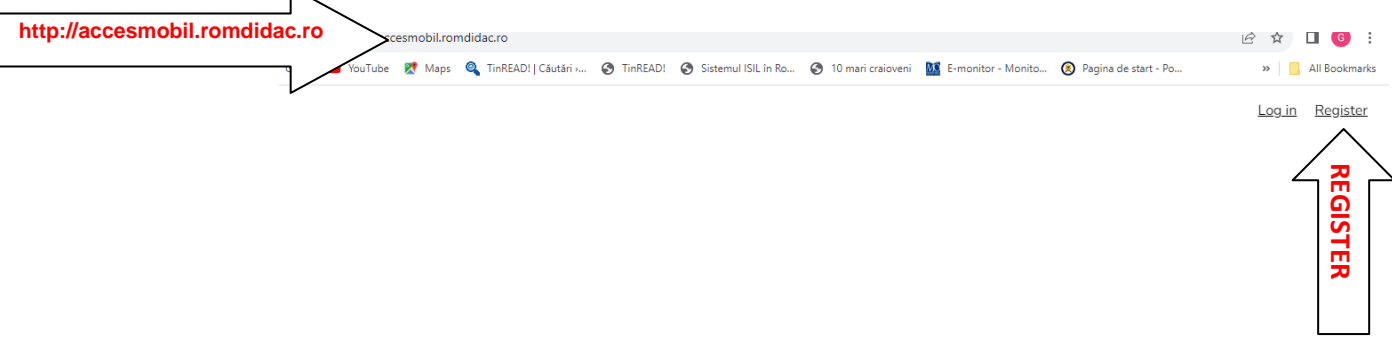 http://accesmobil.romdidac.ro
ccesmobil.romdidac.ro
G
YouTube Maps TinREAD! | Căutări ›... TinREAD! Sistemul ISIL în Ro... 10 mari craioveni E-monitor - Monito... Pagina de start - Po... » All Bookmarks
Log in Register
REGISTER